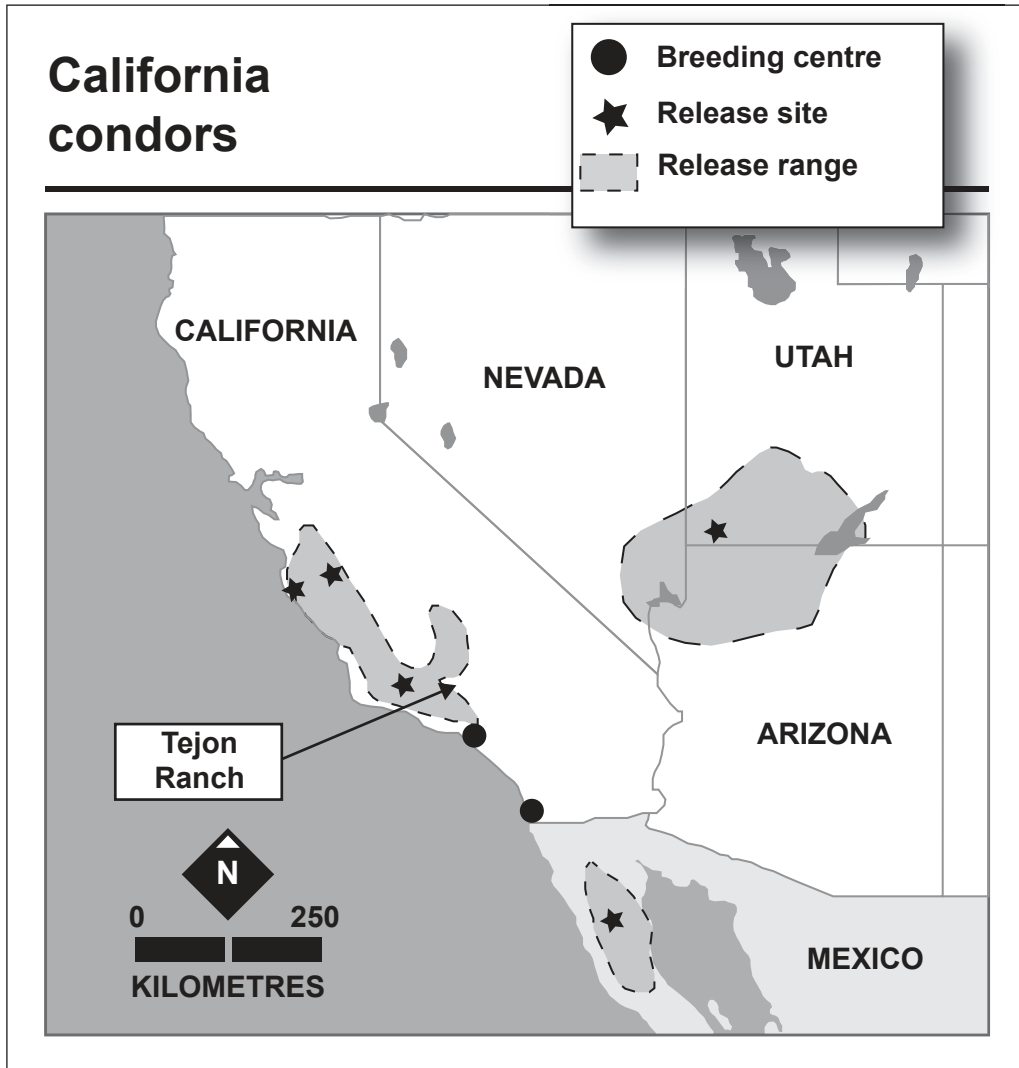 California
condors
Breeding centre
Release site
Release range
CALIFORNIA
NEVADA
UTAH
Tejon
Ranch
ARIZONA
N
0 250
KILOMETRES
MEXICO